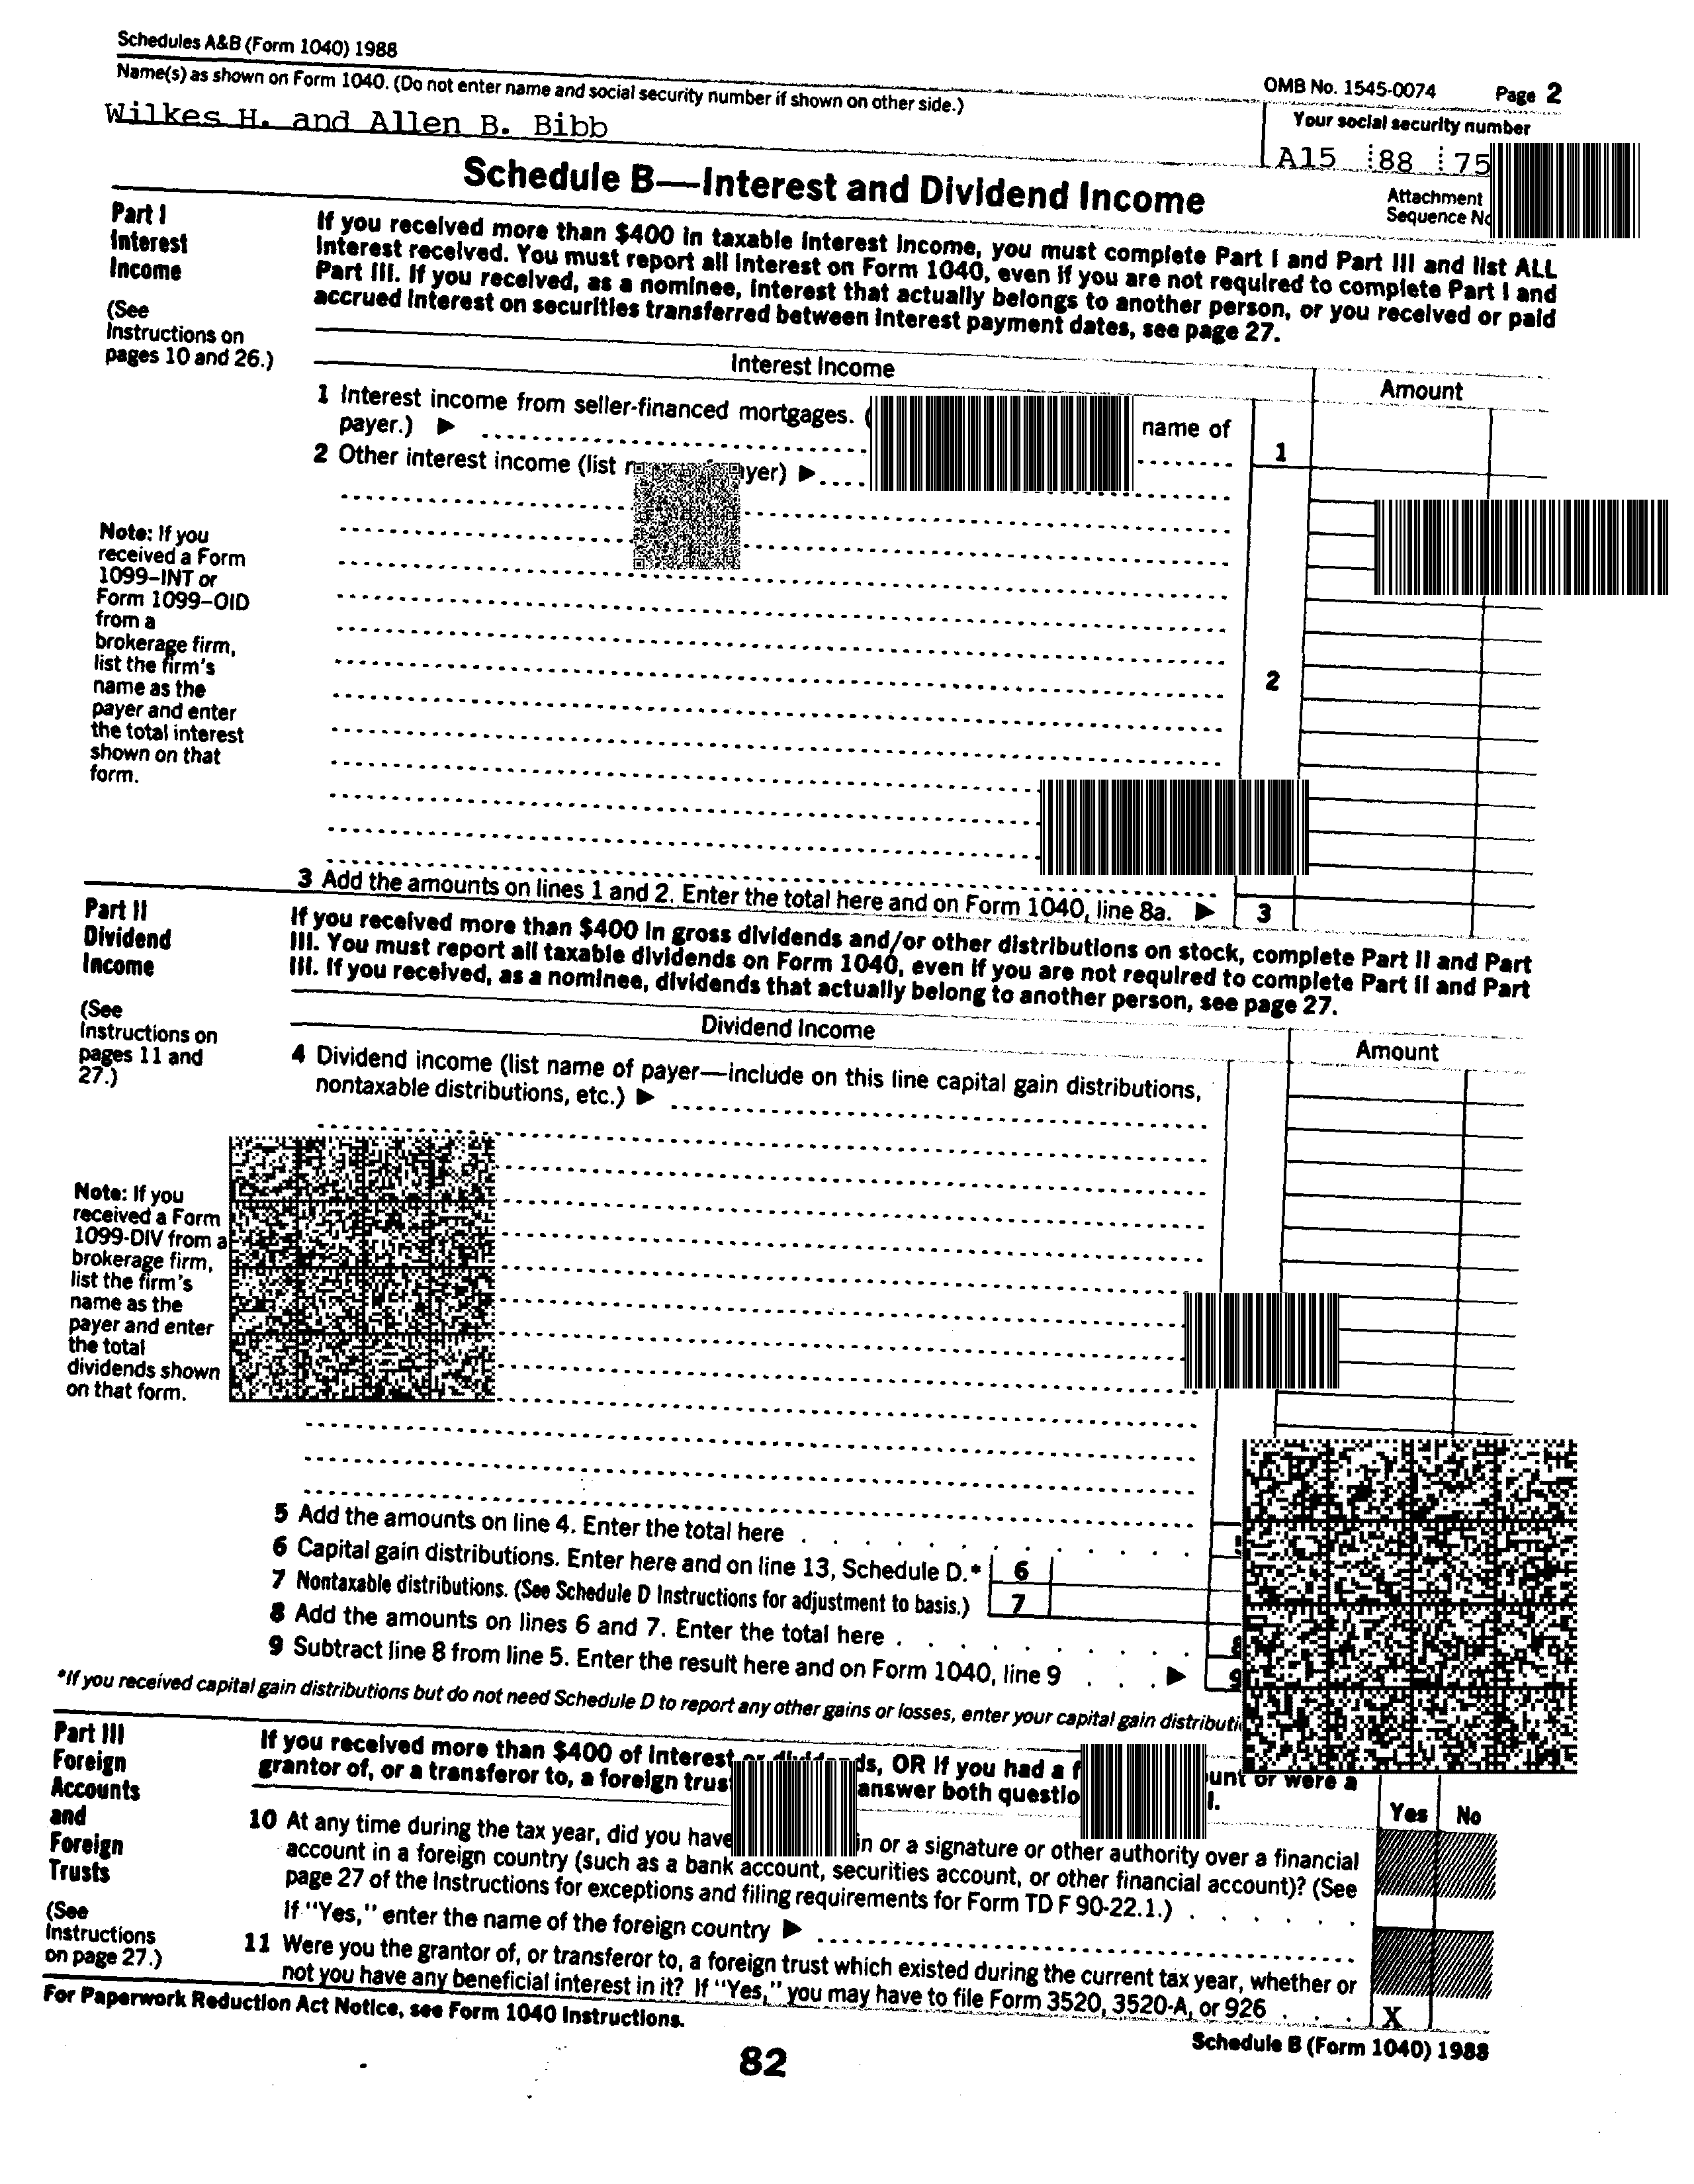 Schedules A&B (Form 1040) 1988
OMB No. 1545-0074 Page 2
Name(s) as shown on Form 1040. (Do not enter name and social security number if shown on other side.)
Your social security number
Wilkes H. and Allen B. Bibb
A15 88 75
Schedule B—Interest and Dividend Income
Attachment
Sequence
Part I
Interest
Income
(See
Instructions on
pages 10 and 26.)
If you received more than $400 in taxable interest income, you must complete Part I and Part III and list ALL
interest received. You must report all interest on Form 1040, even if you are not required to complete Part I and
Part III. If you received, as a nominee, interest that actually belongs to another person, or you received or paid
accrued interest on securities transferred between interest payment dates, see page 27.
Interest Income
Amount
1 Interest income from seller-financed mortgages. ( name of
payer.) ▶
1
2 Other interest income (list
Note: If you
received a Form
1099–INT or
Form 1099–OID
from a
brokerage firm,
list the firm's
name as the
payer and enter
the total interest
shown on that
form.
2
3 Add the amounts on lines 1 and 2. Enter the total here and on Form 1040, line 8a. ▶ 3
Part II
Dividend
Income
(See
Instructions on
pages 11 and
27.)
If you received more than $400 in gross dividends and/or other distributions on stock, complete Part II and Part
III. You must report all taxable dividends on Form 1040, even if you are not required to complete Part II and Part
III. If you received, as a nominee, dividends that actually belong to another person, see page 27.
Dividend Income
Amount
4 Dividend income (list name of payer—include on this line capital gain distributions,
nontaxable distributions, etc.) ▶
Note: If you
received a Form
1099-DIV from a
brokerage firm,
list the firm's
name as the
payer and enter
the total
dividends shown
on that form.
5 Add the amounts on line 4. Enter the total here
6 Capital gain distributions. Enter here and on line 13, Schedule D.* 6
7 Nontaxable distributions. (See Schedule D Instructions for adjustment to basis.) 7
8 Add the amounts on lines 6 and 7. Enter the total here
9 Subtract line 8 from line 5. Enter the result here and on Form 1040, line 9 ▶ 9
*If you received capital gain distributions but do not need Schedule D to report any other gains or losses, enter your capital gain
Part III
Foreign
Accounts
and
Foreign
Trusts
(See
Instructions
on page 27.)
If you received more than $400 of interest or dividends, OR if you had a or were a
grantor of, or a transferor to, a foreign answer both
Yes No
10 At any time during the tax year, did you have in or a signature or other authority over a financial
account in a foreign country (such as a bank account, securities account, or other financial account)? (See
page 27 of the Instructions for exceptions and filing requirements for Form TD F 90-22.1.)
If "Yes," enter the name of the foreign country ▶
11 Were you the grantor of, or transferor to, a foreign trust which existed during the current tax year, whether or
not you have any beneficial interest in it? If "Yes," you may have to file Form 3520, 3520-A, or 926 X
For Paperwork Reduction Act Notice, see Form 1040 Instructions.
Schedule B (Form 1040) 1988
82